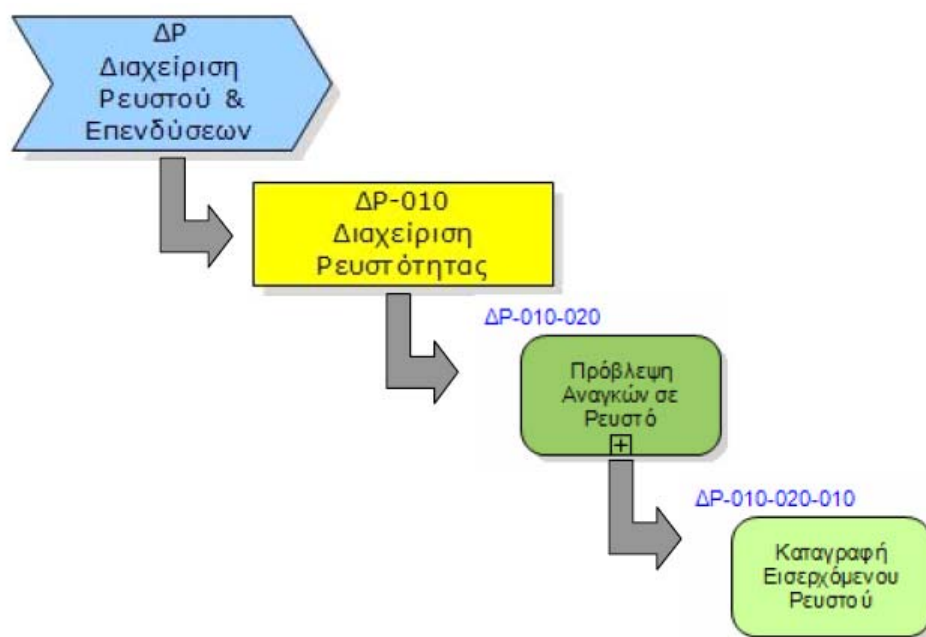 ΔΡ
Διαχείριση
Ρευστού &
Επενδύσεων
ΔΡ-010
Διαχείριση
Ρευστότητας
ΔΡ-010-020
Πρόβλεψη
Αναγκών σε
Ρευστό
ΔΡ-010-020-010
Καταγραφή
Εισερχόμενου
Ρευστού